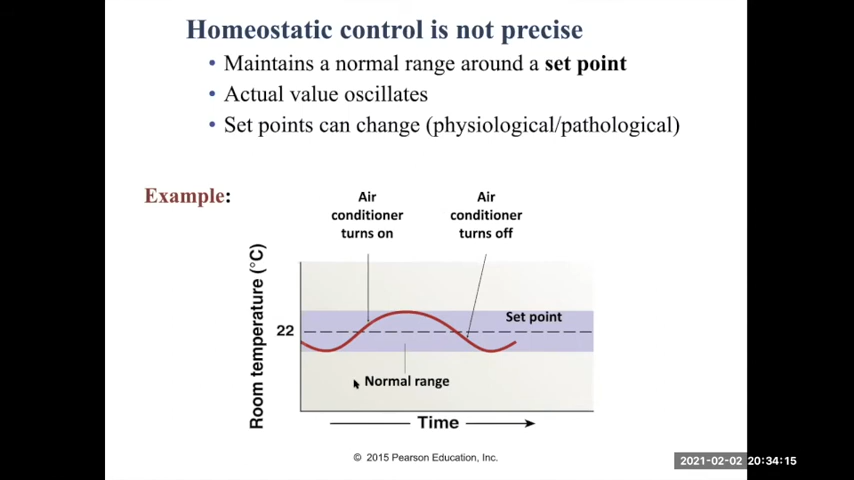 Homeostatic control is not precise
• Maintains a normal range around a set point
• Actual value oscillates
• Set points can change (physiological/pathological)
Example:
Air
conditioner
turns on
Air
conditioner
turns off
Room temperature (°C)
22
Set point
Normal range
Time
© 2015 Pearson Education, Inc.
2021-02-02 20:34:15